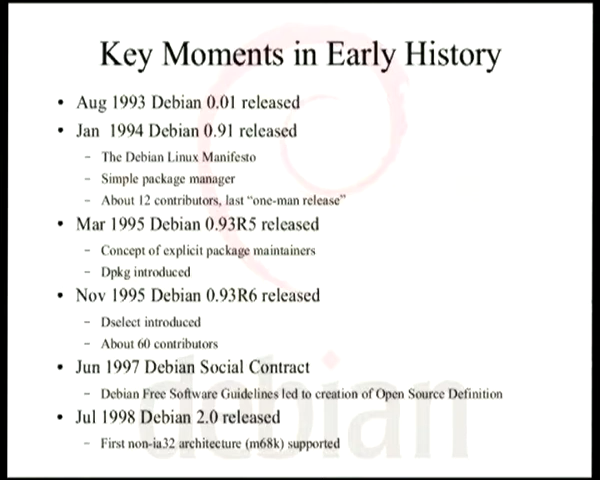 Key Moments in Early History
• Aug 1993 Debian 0.01 released
• Jan 1994 Debian 0.91 released
– The Debian Linux Manifesto
– Simple package manager
– About 12 contributors, last “one-man release”
• Mar 1995 Debian 0.93R5 released
– Concept of explicit package maintainers
– Dpkg introduced
• Nov 1995 Debian 0.93R6 released
– Dselect introduced
– About 60 contributors
• Jun 1997 Debian Social Contract
– Debian Free Software Guidelines led to creation of Open Source Definition
• Jul 1998 Debian 2.0 released
– First non-ia32 architecture (m68k) supported
debian